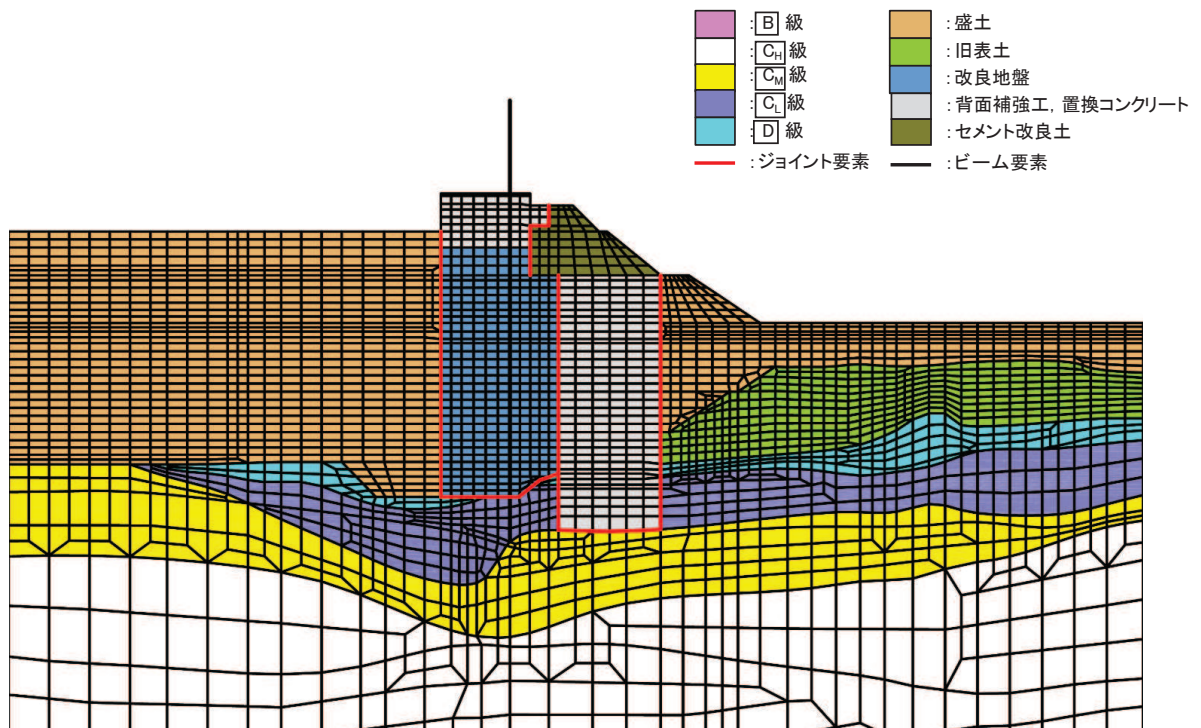 :B 級
:CH 級
:CM 級
:CL 級
:D 級
:ジョイント要素
:盛土
:旧表土
:改良地盤
:背面補強工, 置換コンクリート
:セメント改良土
:ビーム要素